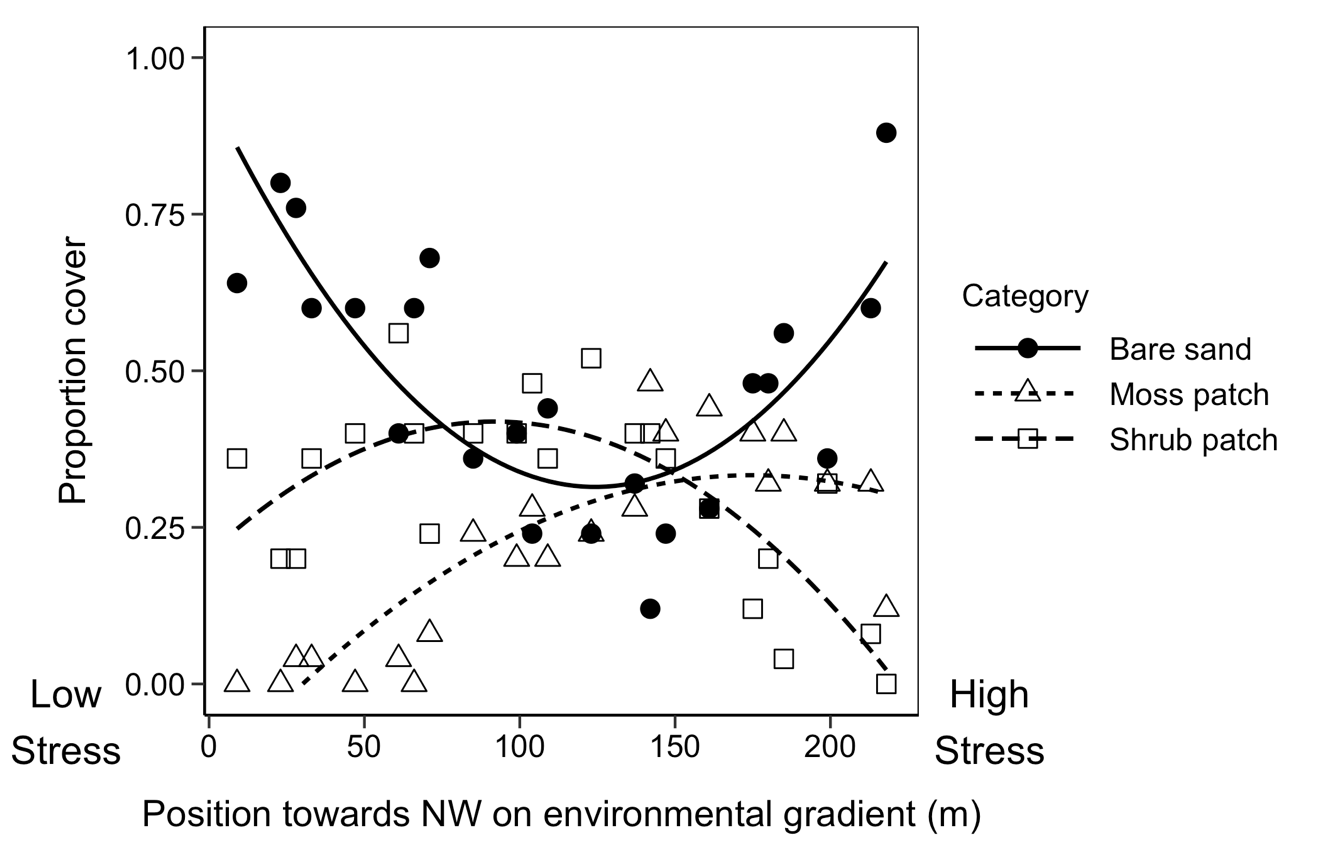 1.00
0.75
0.50
0.25
0.00
Proportion cover
Low
Stress
0 50 100 150 200
High
Stress
Position towards NW on environmental gradient (m)
Category
Bare sand
Moss patch
Shrub patch